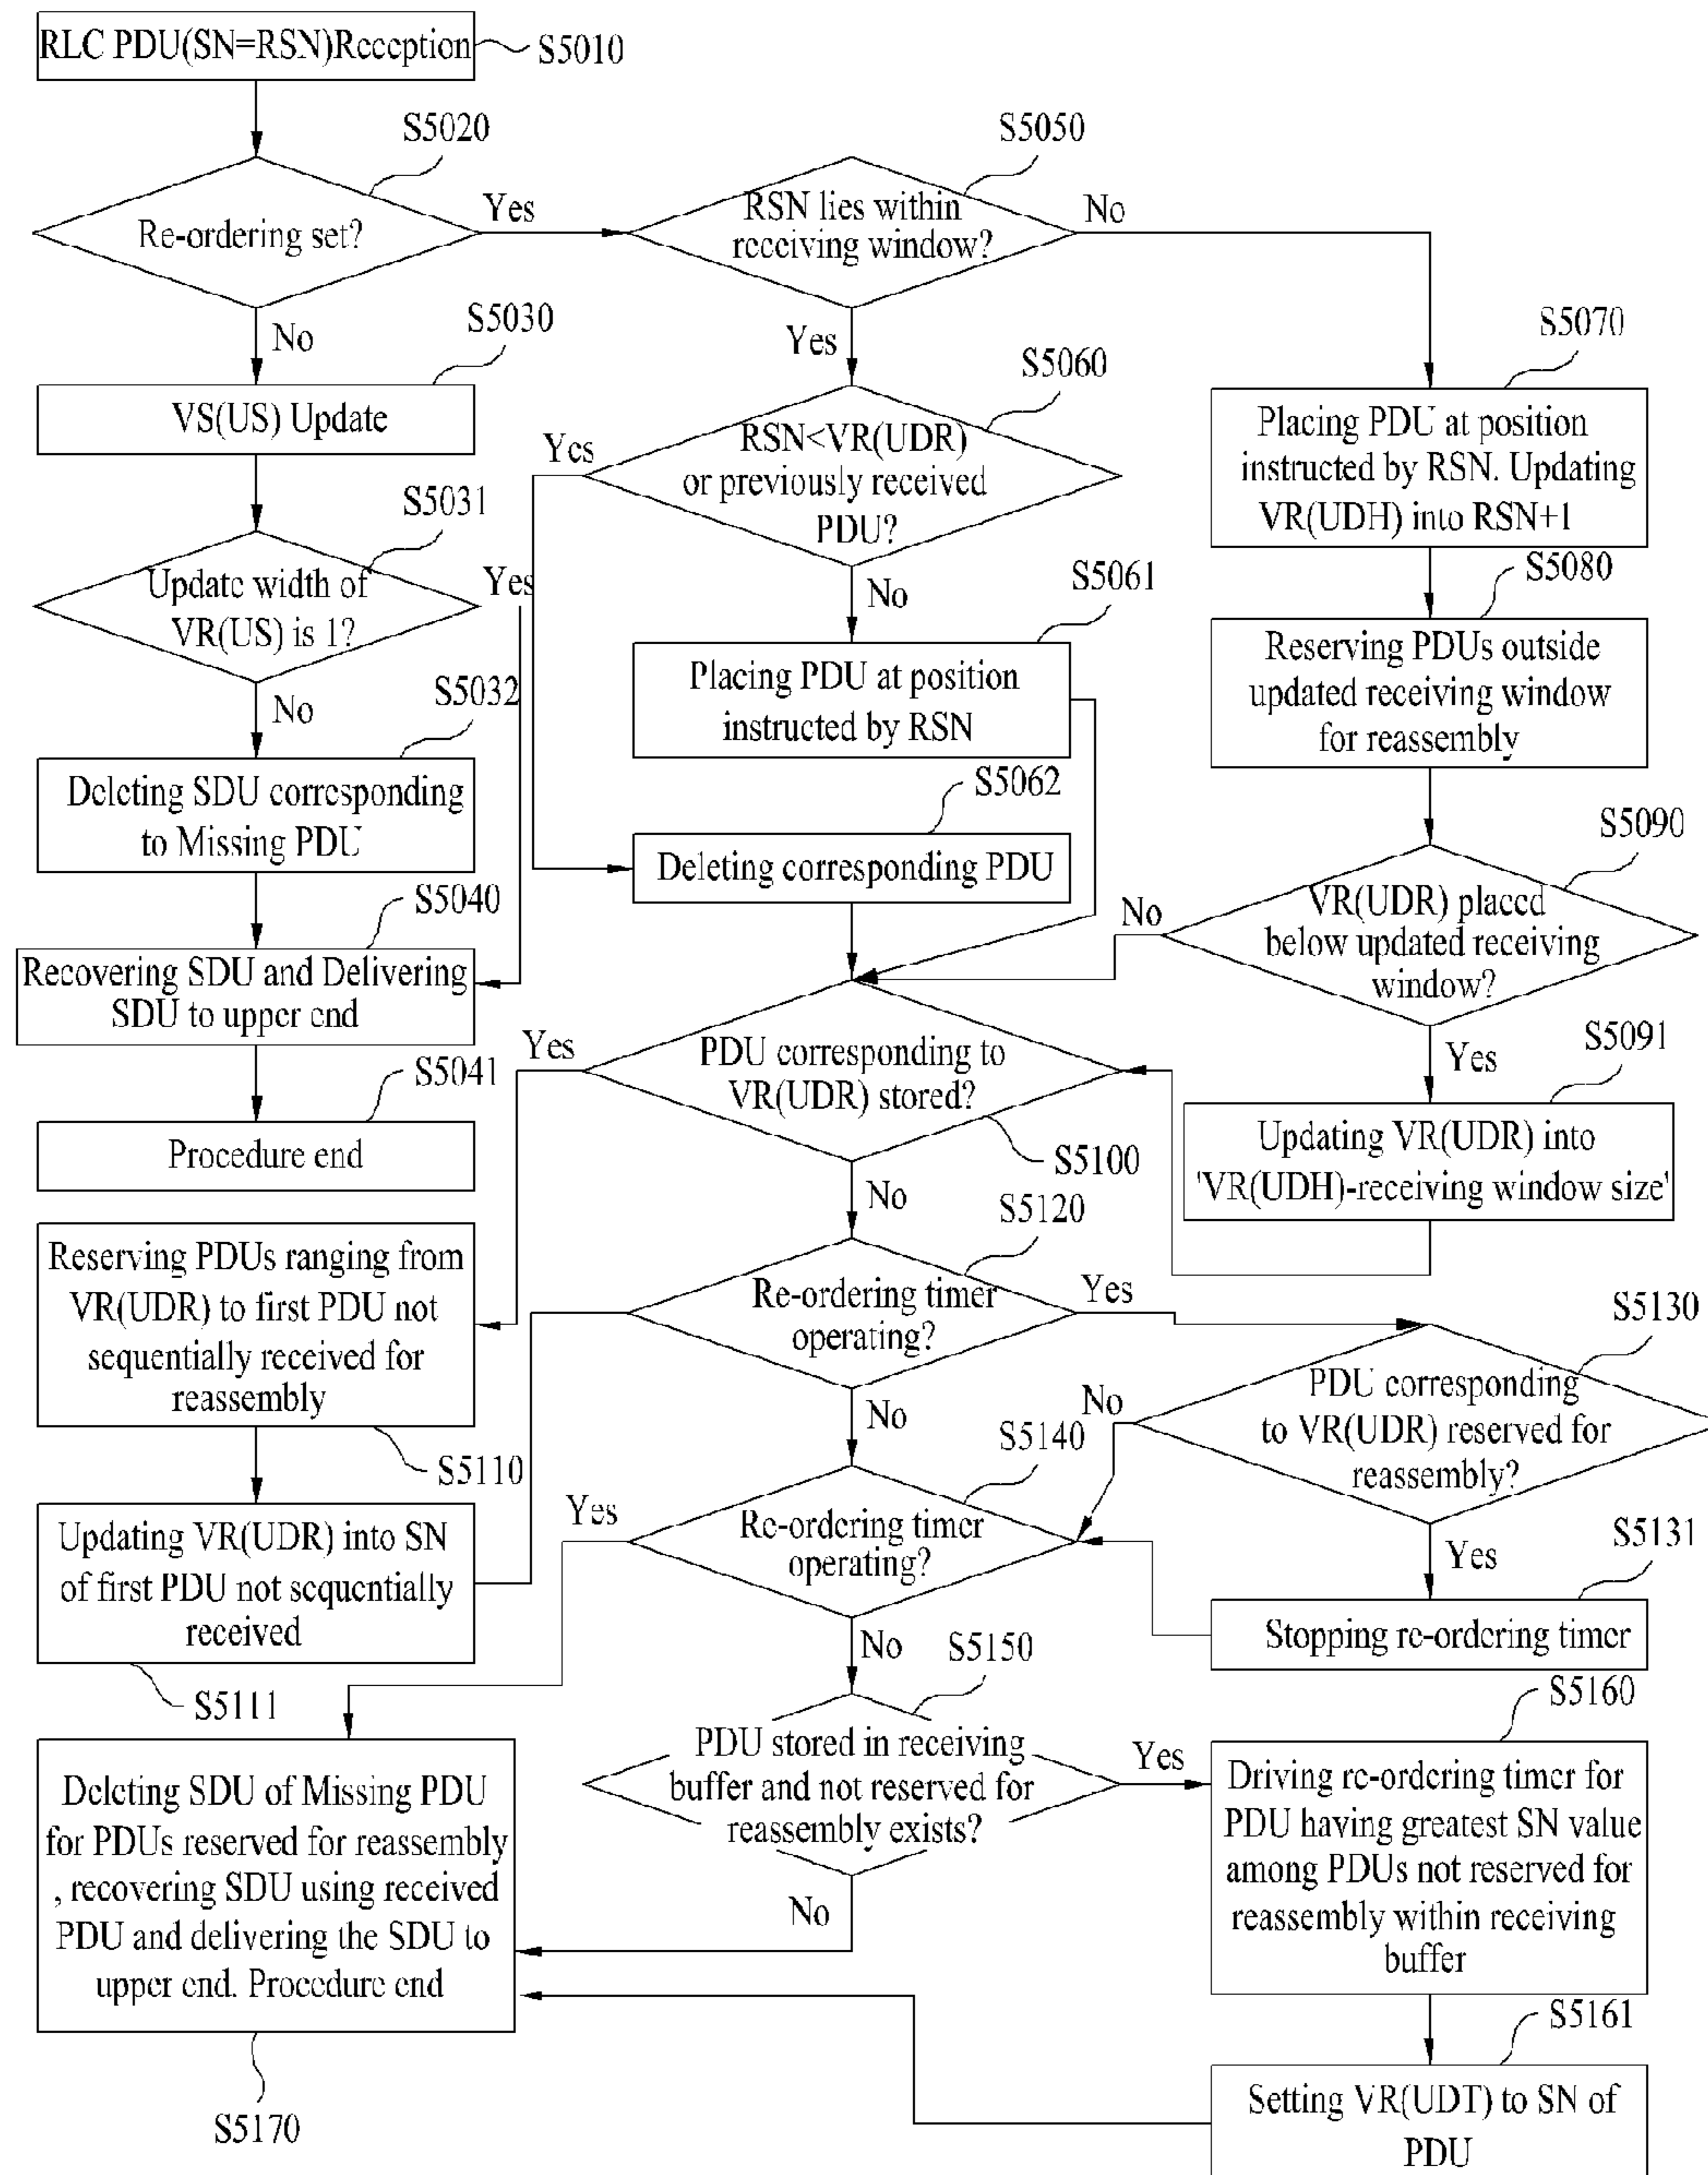 RLC PDU(SN=RSN)Reception
S5010
S5020
Re-ordering set?
Yes
No
S5050
RSN lies within
receiving window?
No
Yes
S5030
VS(US) Update
S5031
Update width of
VR(US) is 1?
Yes
No
S5032
Deleting SDU corresponding
to Missing PDU
S5040
Recovering SDU and Delivering
SDU to upper end
S5041
Procedure end
S5060
RSN<VR(UDR)
or previously received
PDU?
Yes
No
S5061
Placing PDU at position
instructed by RSN
S5062
Deleting corresponding PDU
S5070
Placing PDU at position
instructed by RSN. Updating
VR(UDH) into RSN+1
S5080
Reserving PDUs outside
updated receiving window
for reassembly
S5090
VR(UDR) placed
below updated receiving
window?
No
Yes
S5091
Updating VR(UDR) into
'VR(UDH)-receiving window size'
PDU corresponding to
VR(UDR) stored?
Yes
S5100
No
Reserving PDUs ranging from
VR(UDR) to first PDU not
sequentially received for
reassembly
S5110
Updating VR(UDR) into SN
of first PDU not sequentially
received
S5111
S5120
Re-ordering timer
operating?
Yes
No
S5130
PDU corresponding
to VR(UDR) reserved for
reassembly?
No
Yes
S5131
Stopping re-ordering timer
S5140
Re-ordering timer
operating?
Yes
No
S5150
PDU stored in receiving
buffer and not reserved for
reassembly exists?
Yes
No
S5160
Driving re-ordering timer for
PDU having greatest SN value
among PDUs not reserved for
reassembly within receiving
buffer
S5161
Setting VR(UDT) to SN of
PDU
Deleting SDU of Missing PDU
for PDUs reserved for reassembly
, recovering SDU using received
PDU and delivering the SDU to
upper end. Procedure end
S5170